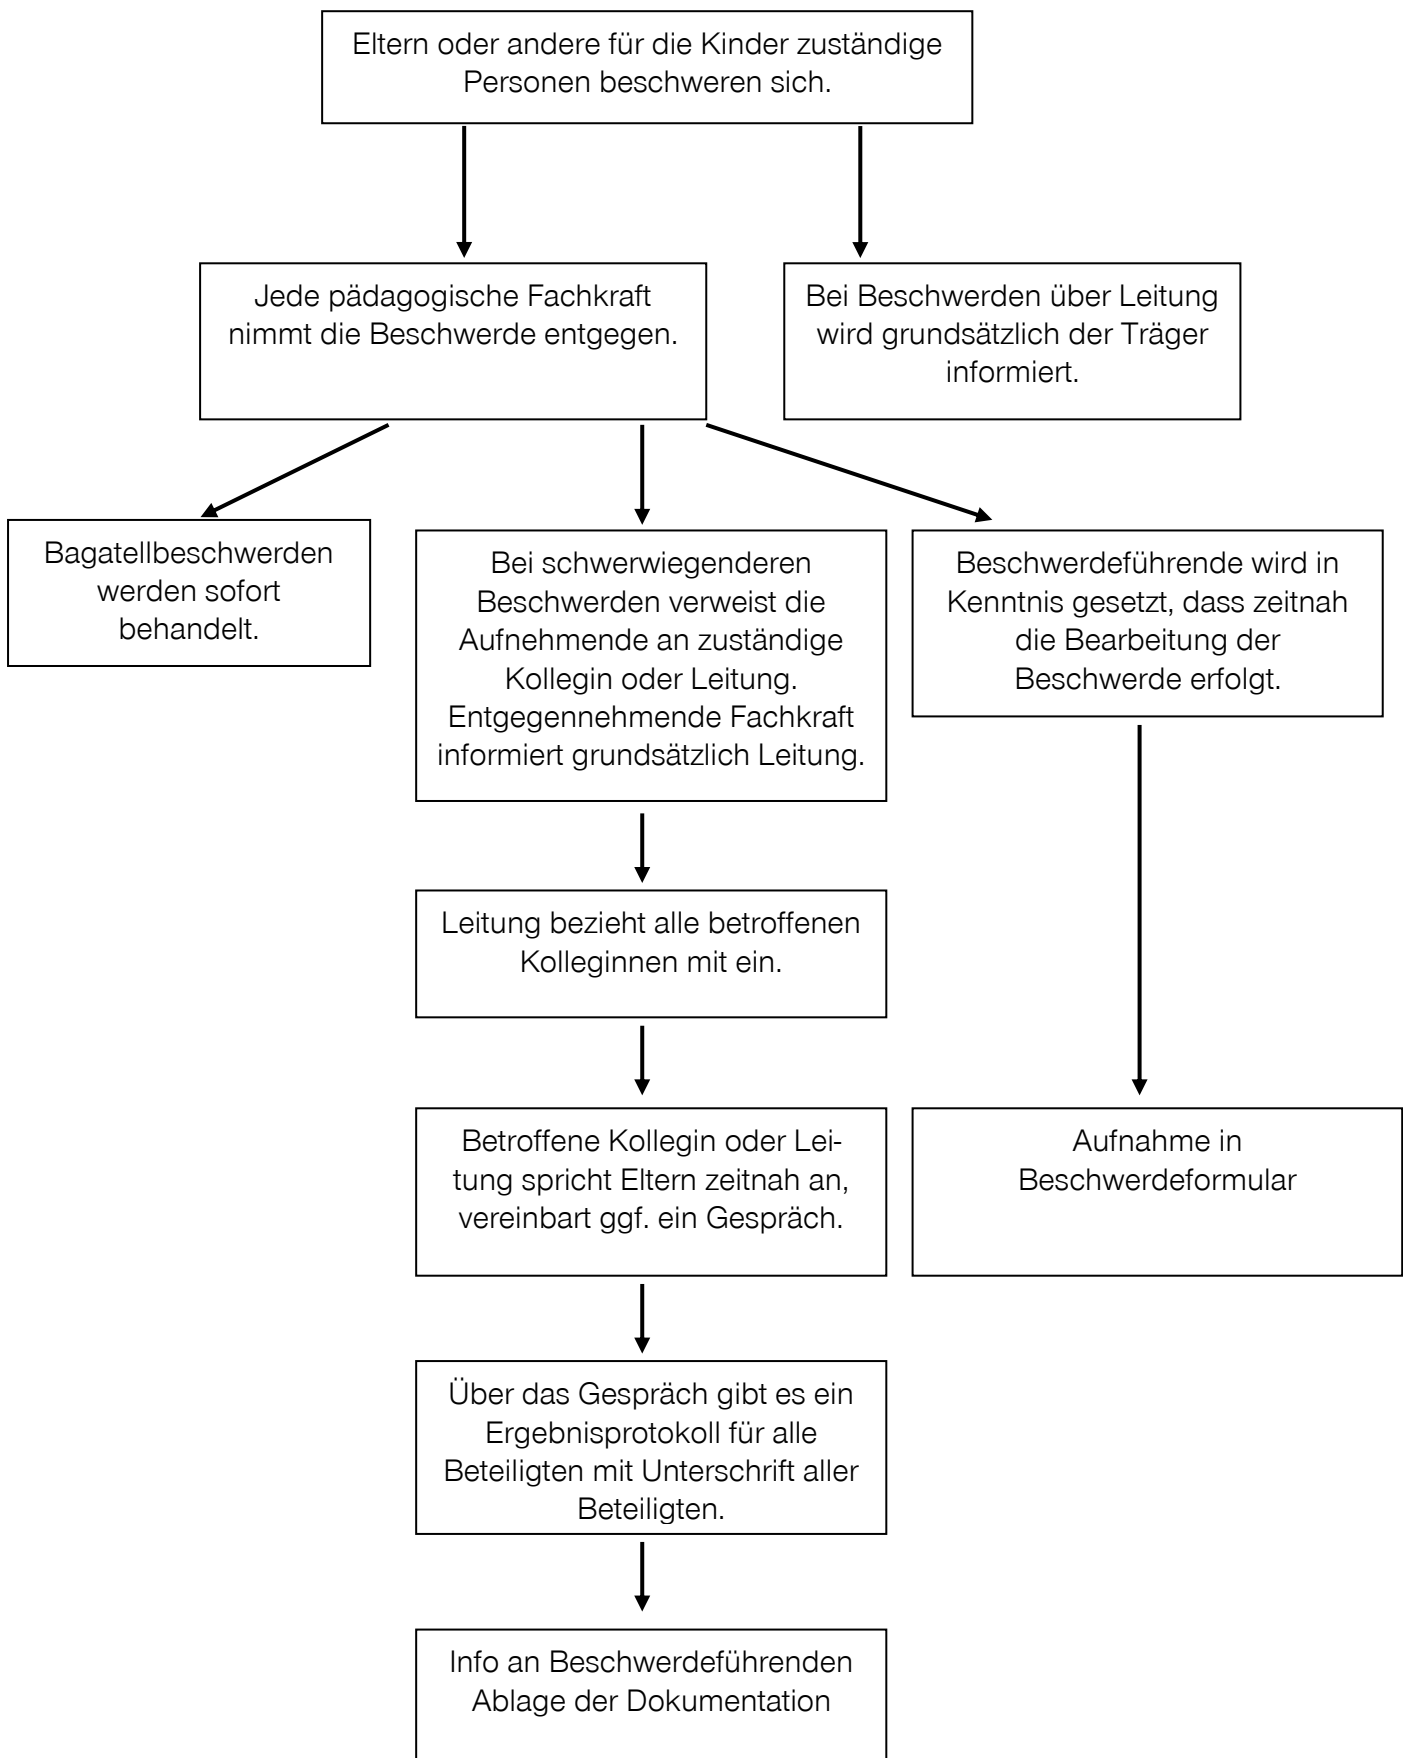 Eltern oder andere für die Kinder zuständige
Personen beschweren sich.
Jede pädagogische Fachkraft
nimmt die Beschwerde entgegen.
Bei Beschwerden über Leitung
wird grundsätzlich der Träger
informiert.
Bagatellbeschwerden
werden sofort
behandelt.
Bei schwerwiegenderen
Beschwerden verweist die
Aufnehmende an zuständige
Kollegin oder Leitung.
Entgegennehmende Fachkraft
informiert grundsätzlich Leitung.
Beschwerdeführende wird in
Kenntnis gesetzt, dass zeitnah
die Bearbeitung der
Beschwerde erfolgt.
Leitung bezieht alle betroffenen
Kolleginnen mit ein.
Betroffene Kollegin oder Lei-
tung spricht Eltern zeitnah an,
vereinbart ggf. ein Gespräch.
Aufnahme in
Beschwerdeformular
Über das Gespräch gibt es ein
Ergebnisprotokoll für alle
Beteiligten mit Unterschrift aller
Beteiligten.
Info an Beschwerdeführenden
Ablage der Dokumentation